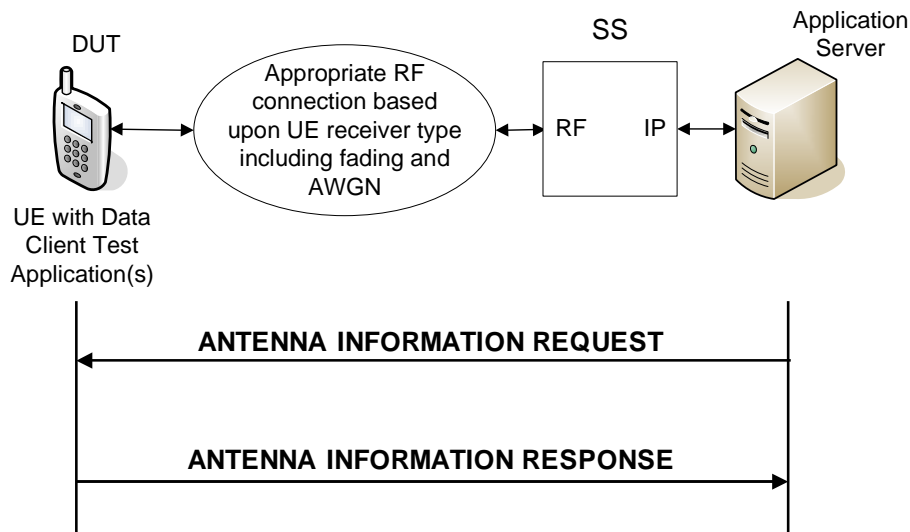 DUT
Appropriate RF
connection based
upon UE receiver type
including fading and
AWGN
SS
RF IP
Application
Server
UE with Data
Client Test
Application(s)
ANTENNA INFORMATION REQUEST
ANTENNA INFORMATION RESPONSE